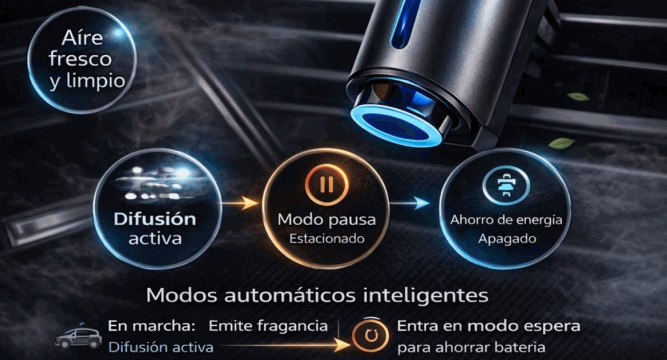 Aíre
fresco
y limpio
Difusión
activa
Modo pausa
Estacionado
Ahorro de energía
Apagado
Modos automáticos inteligentes
En marcha: Emite fragancia
Difusión activa
Entra en modo espera
para ahorrar bateria